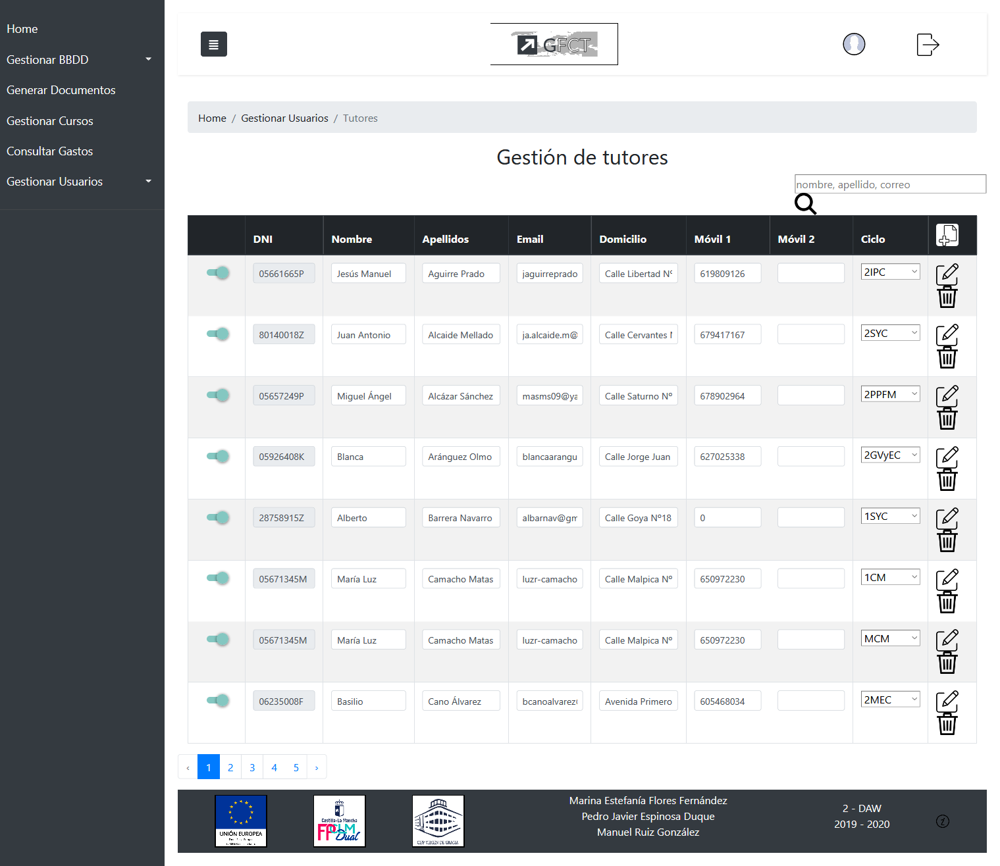 Home
Gestionar BBDD
Generar Documentos
Gestionar Cursos
Consultar Gastos
Gestionar Usuarios
GFCT
Home / Gestionar Usuarios / Tutores
Gestión de tutores
nombre, apellido, correo
DNI Nombre Apellidos Email Domicilio Móvil 1 Móvil 2 Ciclo
05661665P Jesús Manuel Aguirre Prado jaguirreprado Calle Libertad Nº 619809126 2IPC
80140018Z Juan Antonio Alcaide Mellado ja.alcaide.m@ Calle Cervantes 679417167 2SYC
05657249P Miguel Ángel Alcázar Sánchez masms09@ya Calle Saturno Nº 678902964 2PPFM
05926408K Blanca Aránguez Olmo blancaarangu Calle Jorge Juan 627025338 2GVyEC
28758915Z Alberto Barrera Navarro albarnav@gm Calle Goya Nº18 0 1SYC
05671345M María Luz Camacho Matas luzr-camacho Calle Malpica Nº 650972230 1CM
05671345M María Luz Camacho Matas luzr-camacho Calle Malpica Nº 650972230 MCM
06235008F Basilio Cano Álvarez bcanoalvarez Avenida Primero 605468034 2MEC
‹ 1 2 3 4 5 ›
UNIÓN EUROPEA
Castilla-La Mancha
FPCLM
Dual
CIFP VIRGEN DE GRACIA
Marina Estefanía Flores Fernández
Pedro Javier Espinosa Duque
Manuel Ruiz González
2 - DAW
2019 - 2020
i